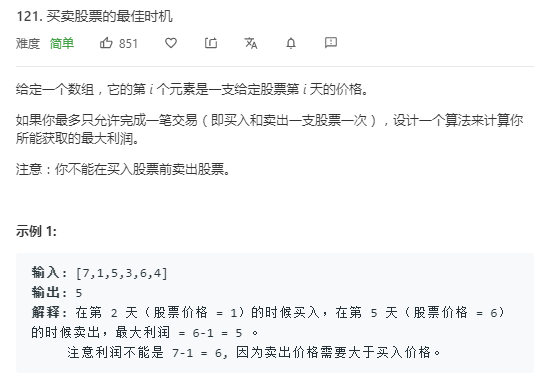 121. 买卖股票的最佳时机
难度 简单 851
给定一个数组，它的第 i 个元素是一支给定股票第 i 天的价格。
如果你最多只允许完成一笔交易（即买入和卖出一支股票一次），设计一个算法来计算你
所能获取的最大利润。
注意：你不能在买入股票前卖出股票。
示例 1:
输入: [7,1,5,3,6,4]
输出: 5
解释: 在第 2 天（股票价格 = 1）的时候买入，在第 5 天（股票价格 = 6）
的时候卖出，最大利润 = 6-1 = 5 。
注意利润不能是 7-1 = 6, 因为卖出价格需要大于买入价格。